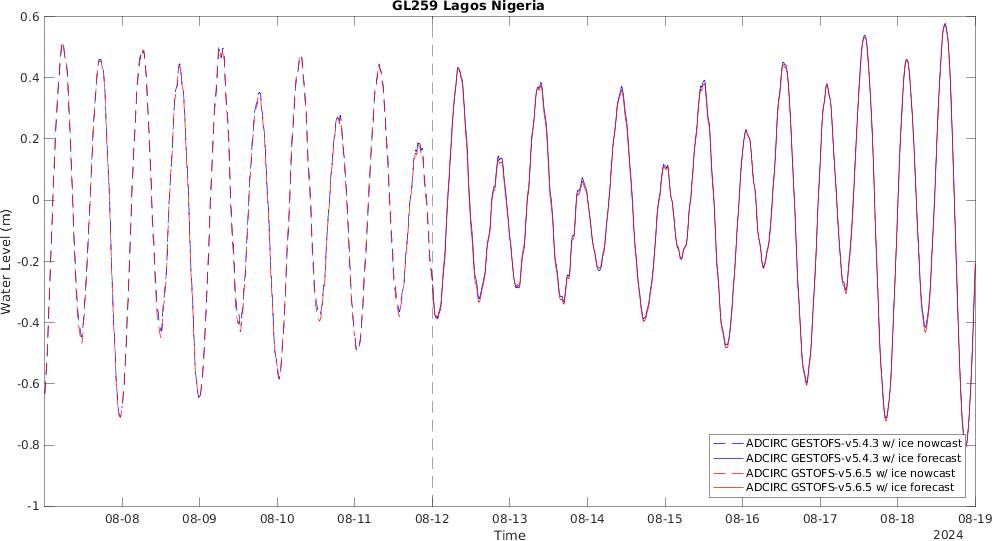 GL259 Lagos Nigeria
0.6
0.4
0.2
0
-0.2
-0.4
-0.6
-0.8
-1
Water Level (m)
ADCIRC GESTOFS-v5.4.3 w/ ice nowcast
ADCIRC GESTOFS-v5.4.3 w/ ice forecast
ADCIRC GSTOFS-v5.6.5 w/ ice nowcast
ADCIRC GSTOFS-v5.6.5 w/ ice forecast
08-08 08-09 08-10 08-11 08-12 08-13 08-14 08-15 08-16 08-17 08-18 08-19
Time
2024